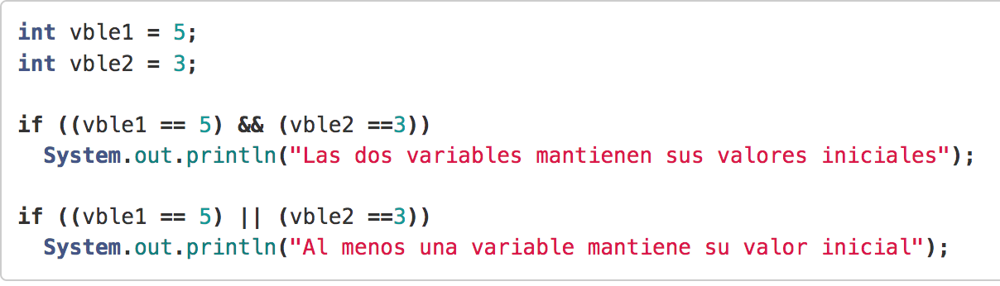 int vble1 = 5;
int vble2 = 3;

if ((vble1 == 5) && (vble2 ==3))
  System.out.println("Las dos variables mantienen sus valores iniciales");

if ((vble1 == 5) || (vble2 ==3))
  System.out.println("Al menos una variable mantiene su valor inicial");